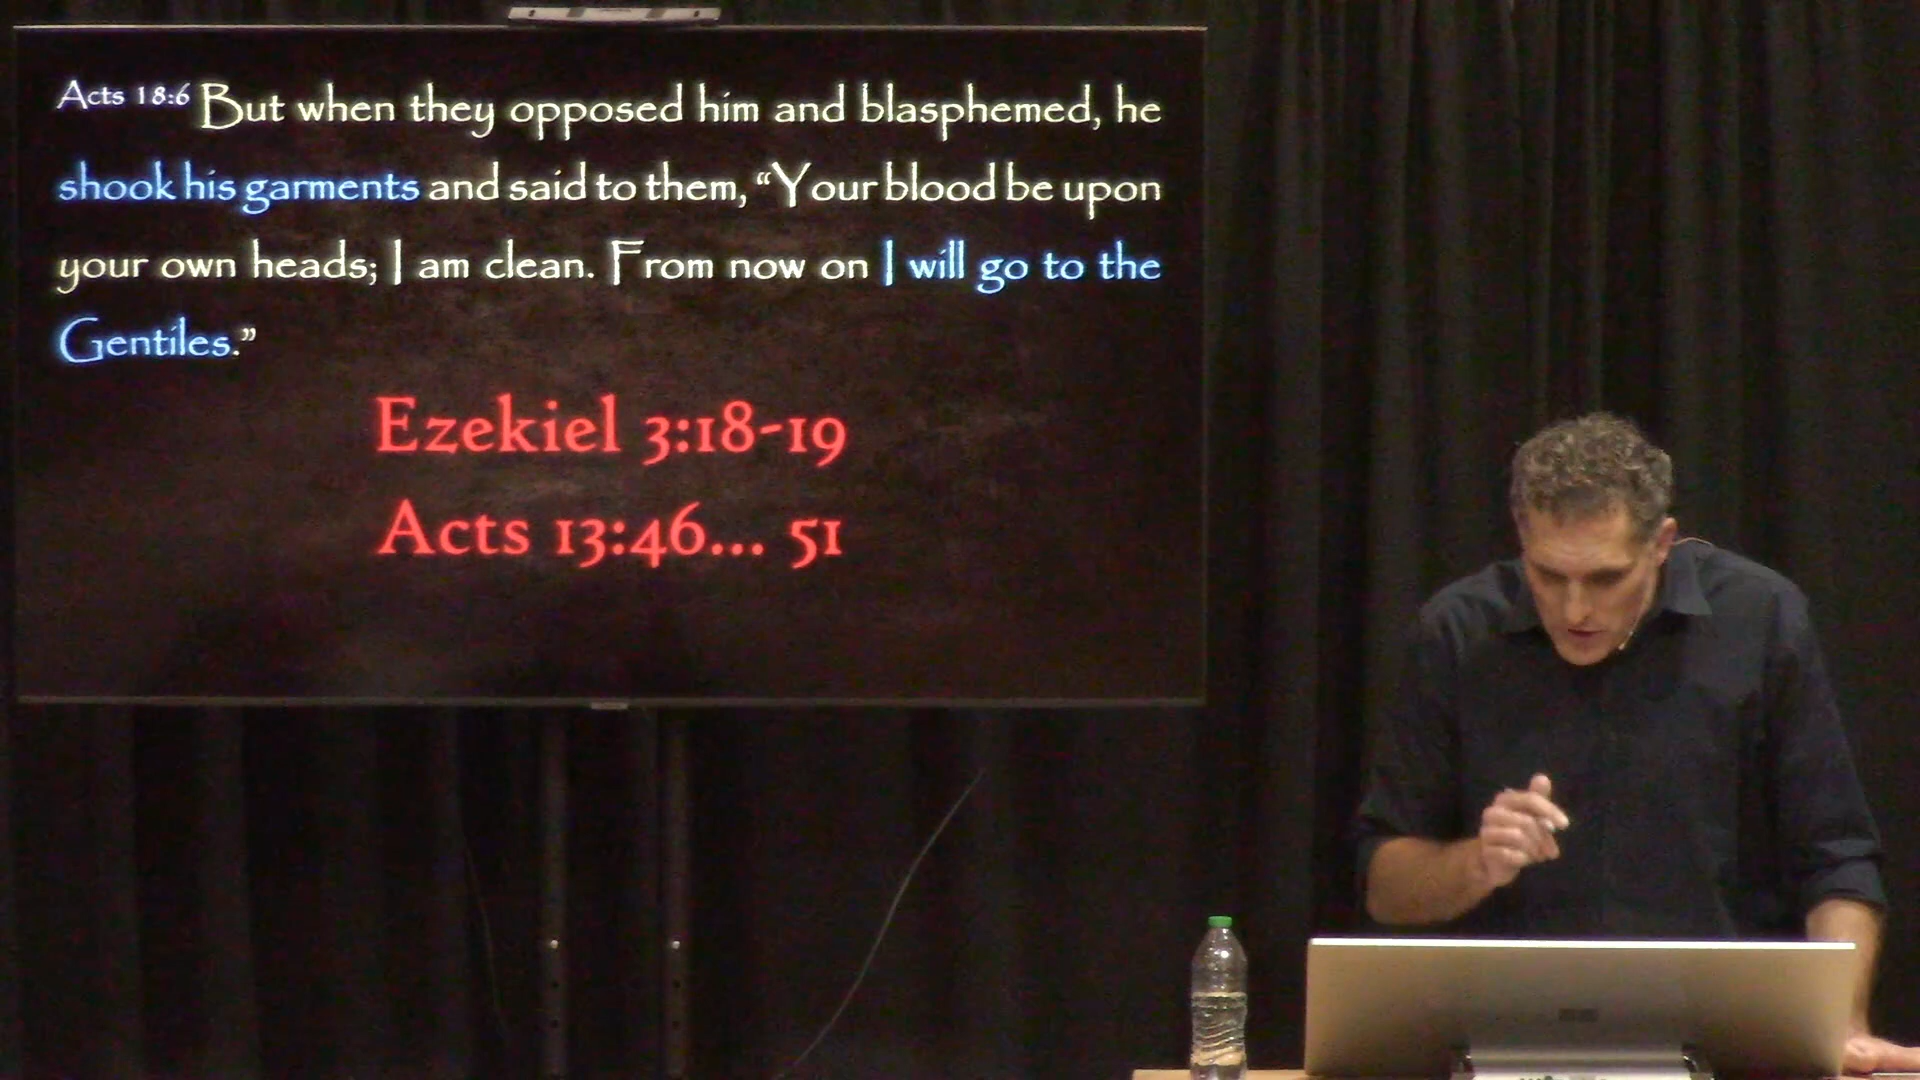 Acts 18:6 But when they opposed him and blasphemed, he
shook his garments and said to them, “Your blood be upon
your own heads; I am clean. From now on I will go to the
Gentiles.”
Ezekiel 3:18-19
Acts 13:46... 51